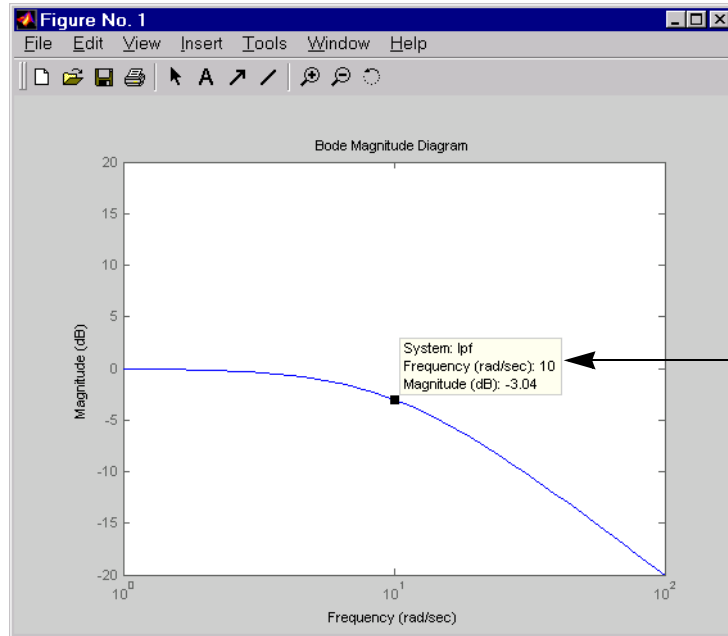 Figure No. 1
File Edit View Insert Tools Window Help
A
Bode Magnitude Diagram
20
15
10
5
0
-5
-10
-15
-20
Magnitude (dB)
System: lpf
Frequency (rad/sec): 10
Magnitude (dB): -3.04
10^0
10^1
10^2
Frequency (rad/sec)